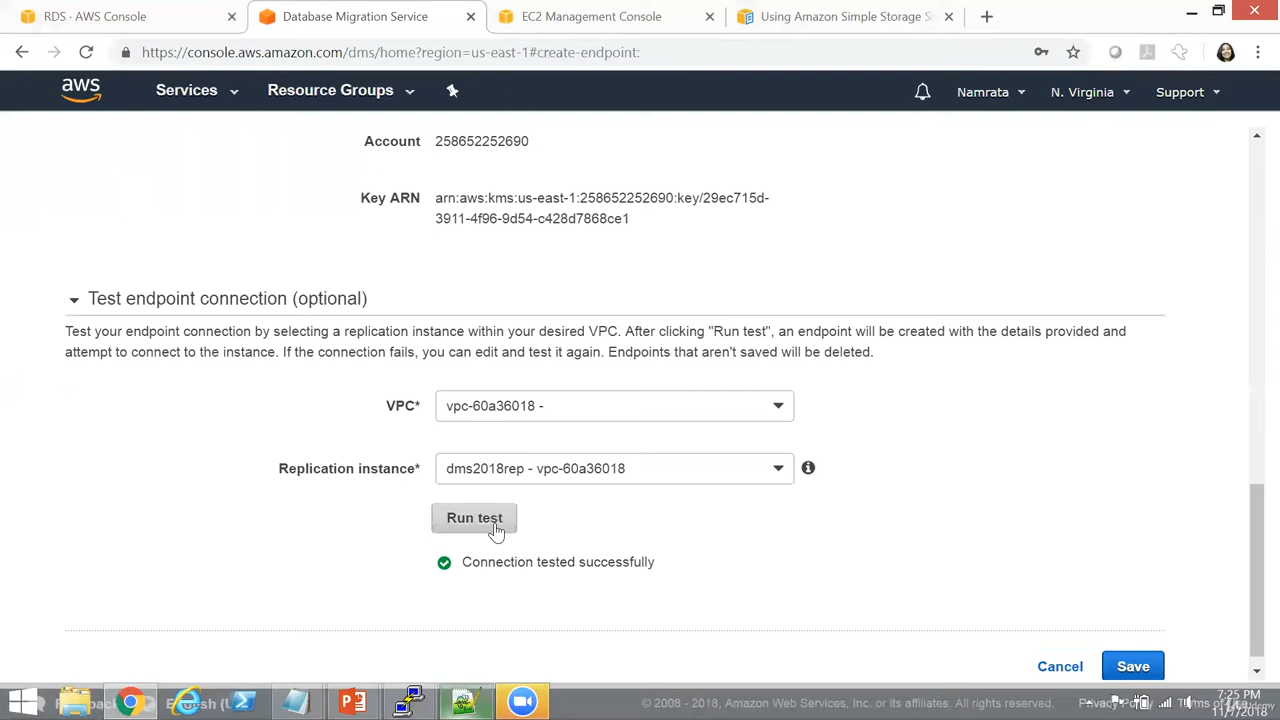 RDS · AWS Console
Database Migration Service
EC2 Management Console
Using Amazon Simple Storage S
https://console.aws.amazon.com/dms/home?region=us-east-1#create-endpoint:
aws
Services
Resource Groups
Namrata
N. Virginia
Support
Account
258652252690
Key ARN
arn:aws:kms:us-east-1:258652252690:key/29ec715d-
3911-4f96-9d54-c428d7868ce1
Test endpoint connection (optional)
Test your endpoint connection by selecting a replication instance within your desired VPC. After clicking "Run test", an endpoint will be created with the details provided and
attempt to connect to the instance. If the connection fails, you can edit and test it again. Endpoints that aren't saved will be deleted.
VPC*
vpc-60a36018 -
Replication instance*
dms2018rep - vpc-60a36018
Run test
Connection tested successfully
Cancel
Save
© 2008 - 2018, Amazon Web Services, Inc. or its affiliates. All rights reserved.
7:25 PM
11/7/2018